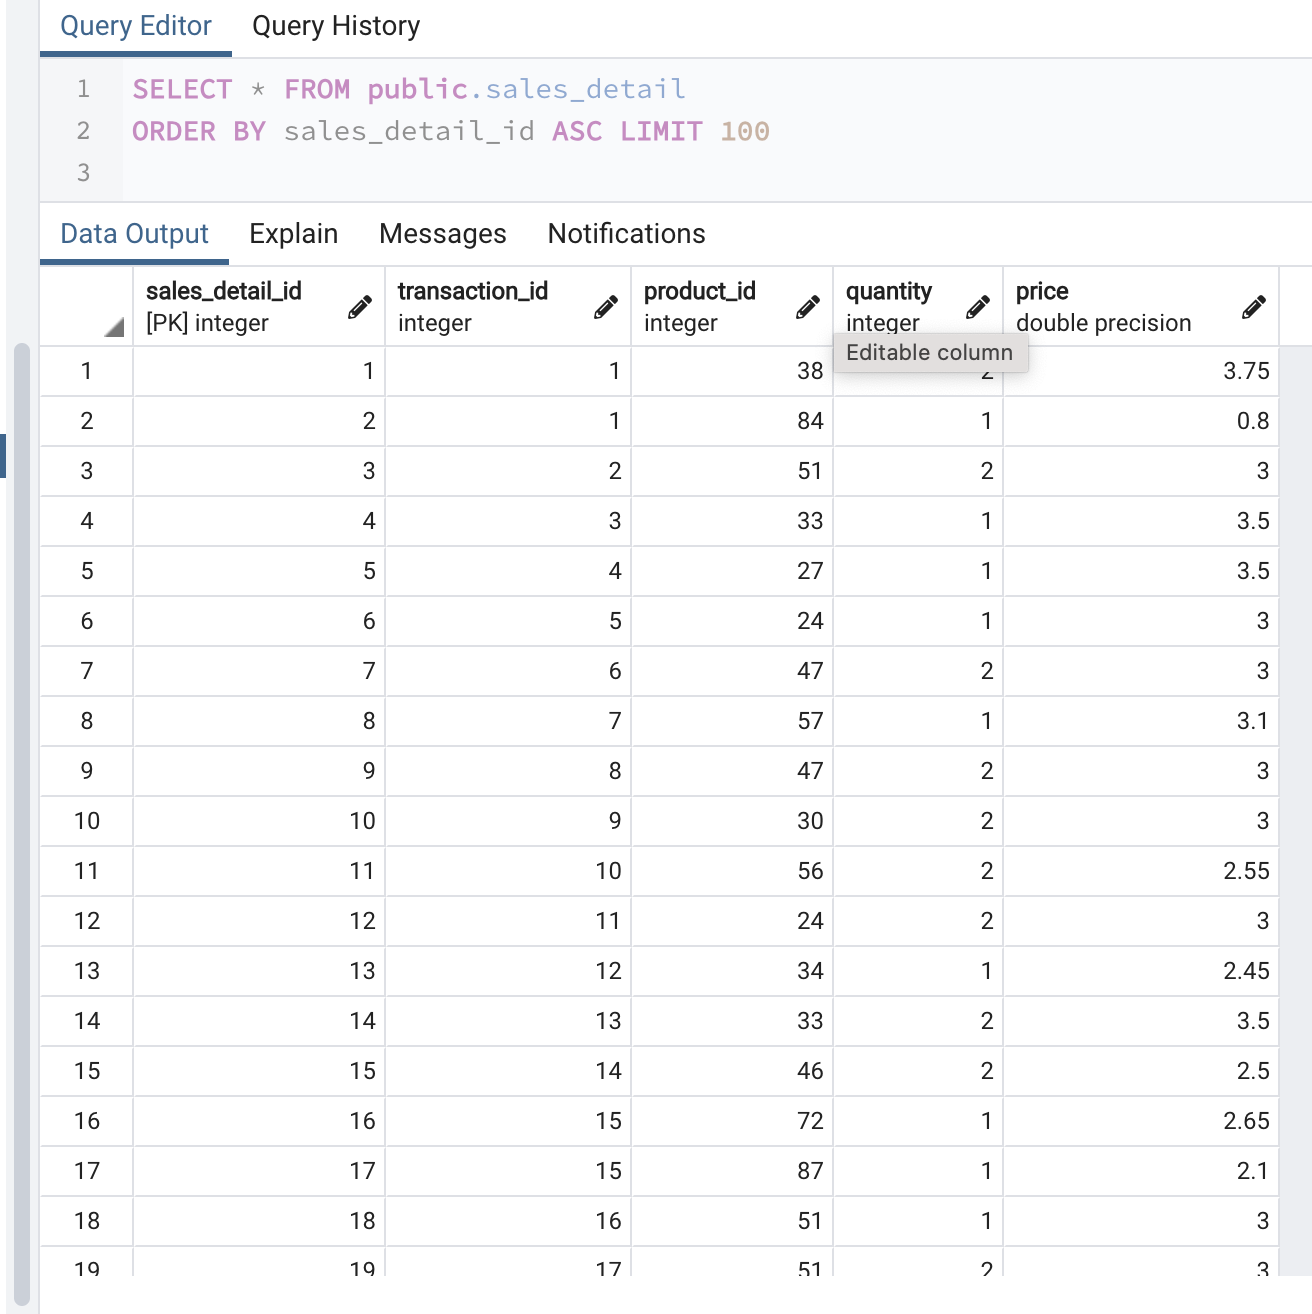 Query Editor Query History
1 SELECT * FROM public.sales_detail
2 ORDER BY sales_detail_id ASC LIMIT 100
3
Data Output Explain Messages Notifications
sales_detail_id transaction_id product_id quantity price
[PK] integer integer integer integer double precision
Editable column
1 1 1 38 2 3.75
2 2 1 84 1 0.8
3 3 2 51 2 3
4 4 3 33 1 3.5
5 5 4 27 1 3.5
6 6 5 24 1 3
7 7 6 47 2 3
8 8 7 57 1 3.1
9 9 8 47 2 3
10 10 9 30 2 3
11 11 10 56 2 2.55
12 12 11 24 2 3
13 13 12 34 1 2.45
14 14 13 33 2 3.5
15 15 14 46 2 2.5
16 16 15 72 1 2.65
17 17 15 87 1 2.1
18 18 16 51 1 3
19 19 17 51 2 3